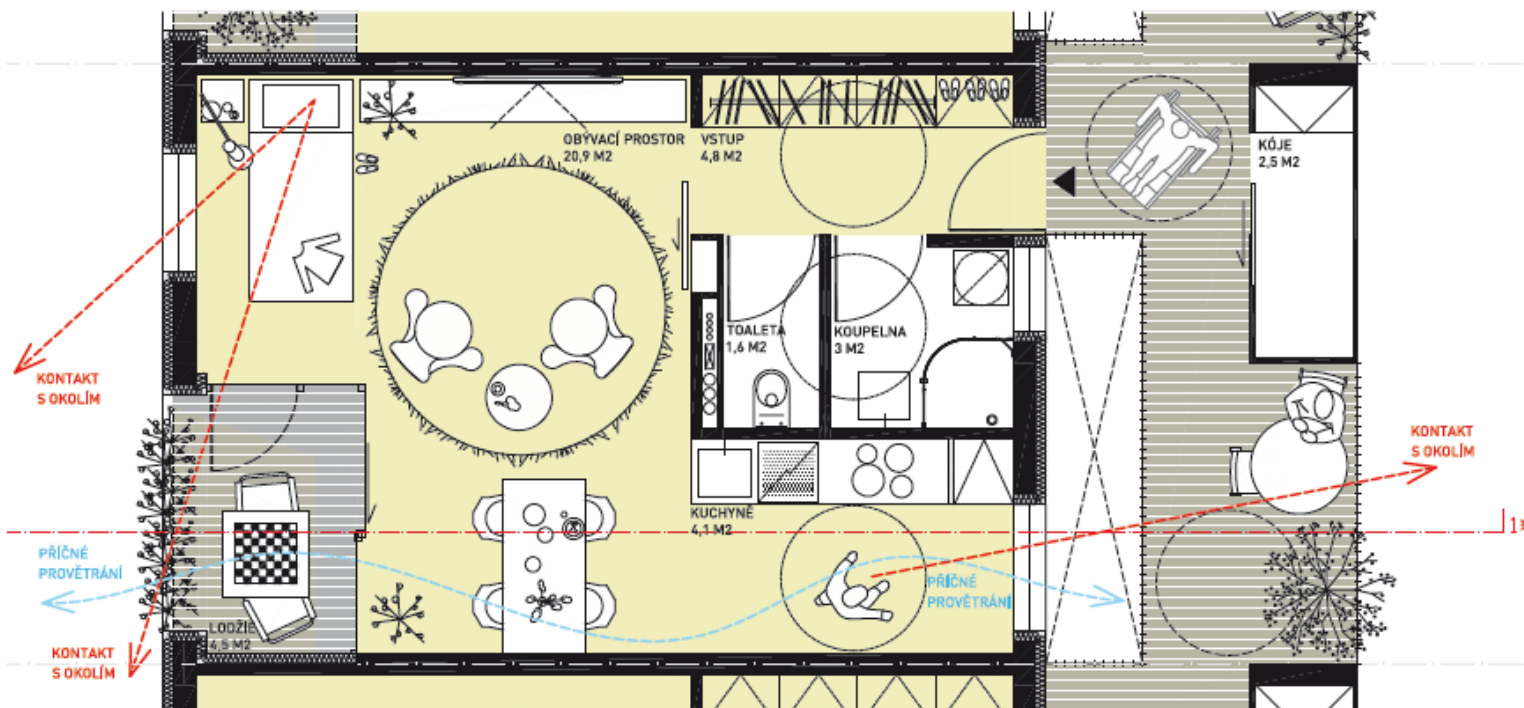 OBÝVACÍ PROSTOR
20,9 M2
VSTUP
4,8 M2
KÓJE
2,5 M2
TOALETA
1,6 M2
KOUPELNA
3 M2
KONTAKT
S OKOLÍM
KONTAKT
S OKOLÍM
KUCHYNĚ
4,1 M2
PŘÍČNÉ
PROVĚTRÁNÍ
PŘÍČNÉ
PROVĚTRÁNÍ
LODŽIE
4,5 M2
KONTAKT
S OKOLÍM